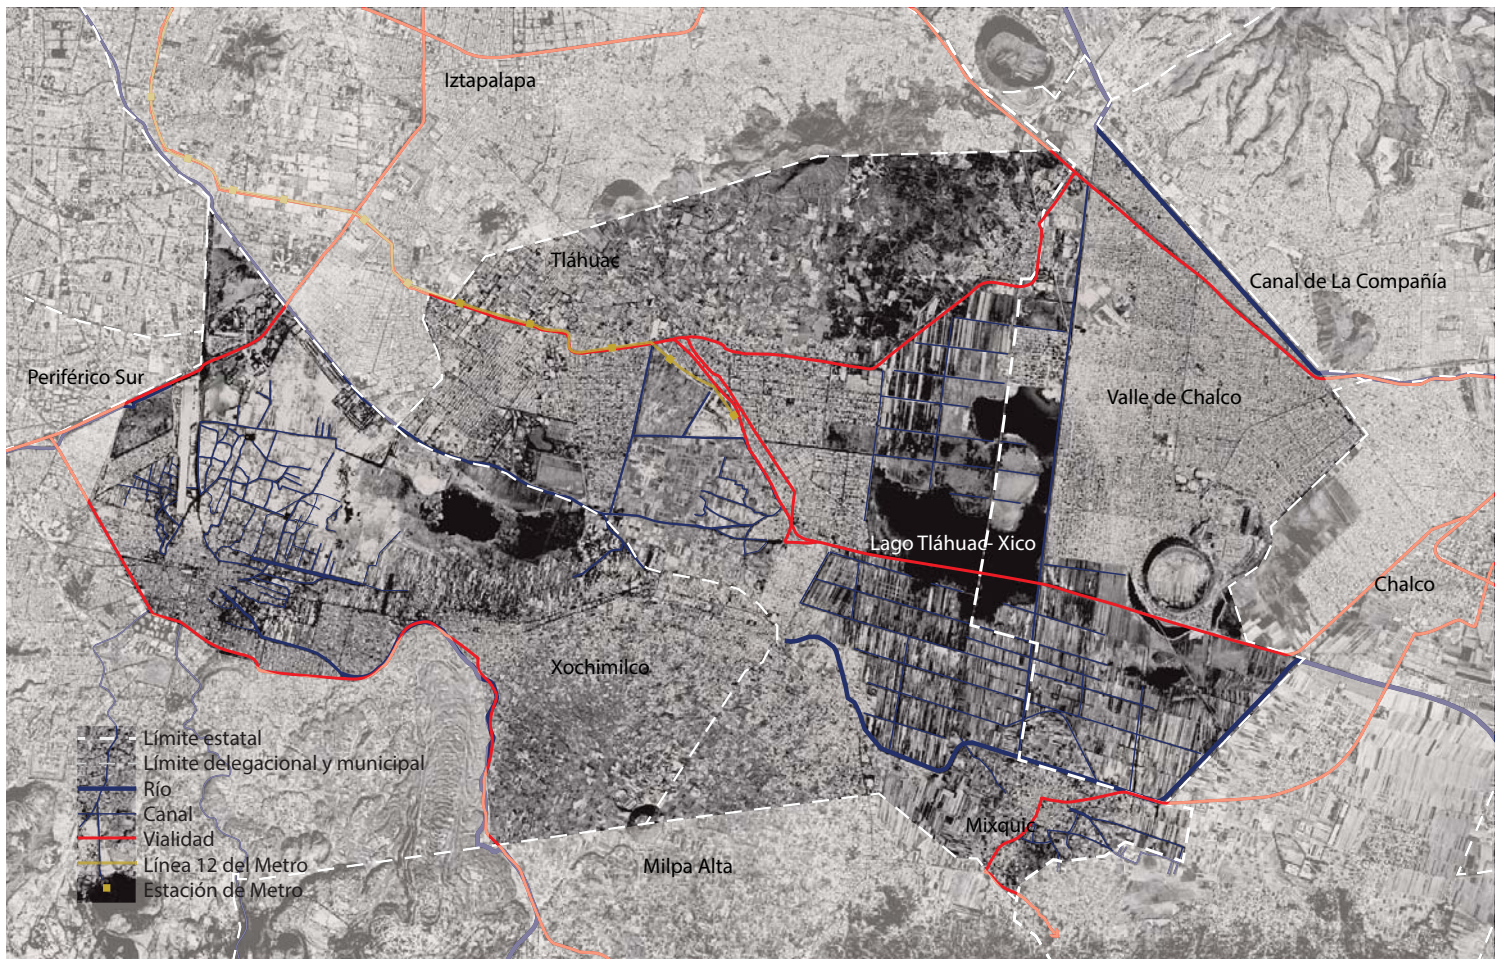 Iztapalapa
Tláhuac
Canal de La Compañía
Periférico Sur
Valle de Chalco
Lago Tláhuac- Xico
Chalco
Xochimilco
Límite estatal
Límite delegacional y municipal
Río
Canal
Vialidad
Línea 12 del Metro
Estación de Metro
Mixquic
Milpa Alta